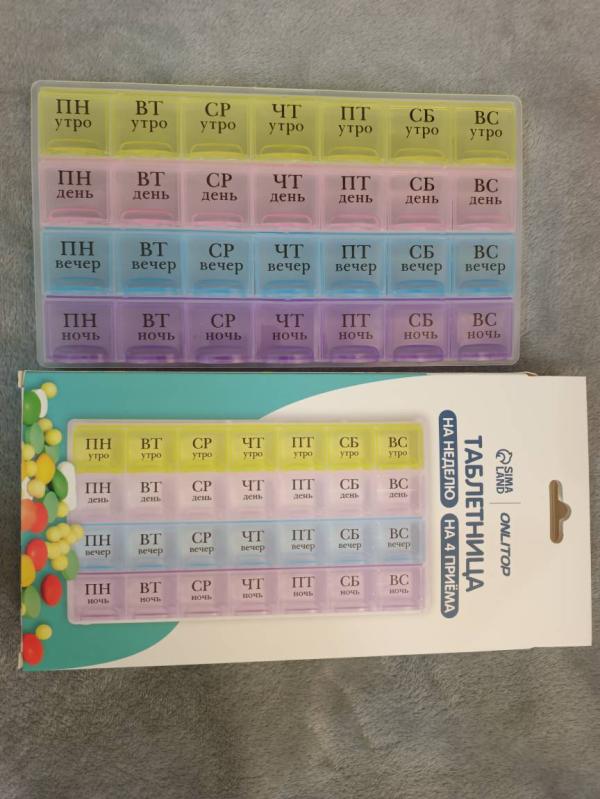 ПН ВТ СР ЧТ ПТ СБ ВС
утро утро утро утро утро утро утро
ПН ВТ СР ЧТ ПТ СБ ВС
день день день день день день день
ПН ВТ СР ЧТ ПТ СБ ВС
вечер вечер вечер вечер вечер вечер вечер
ПН ВТ СР ЧТ ПТ СБ ВС
ночь ночь ночь ночь ночь ночь ночь
ПН ВТ СР ЧТ ПТ СБ ВС
утро утро утро утро утро утро утро
ПН ВТ СР ЧТ ПТ СБ ВС
день день день день день день день
ПН ВТ СР ЧТ ПТ СБ ВС
вечер вечер вечер вечер вечер вечер вечер
ПН ВТ СР ЧТ ПТ СБ ВС
ночь ночь ночь ночь ночь ночь ночь
SIMA
LAND
ONLITOP
ТАБЛЕТНИЦА
НА НЕДЕЛЮ НА 4 ПРИЁМА